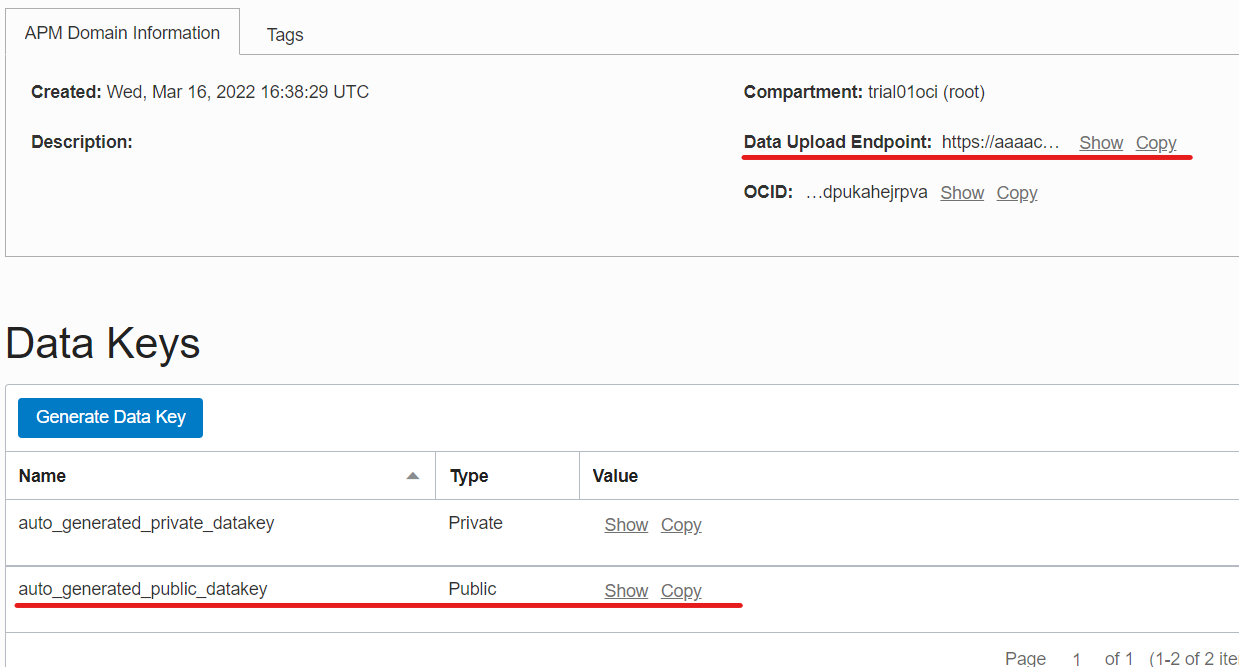 APM Domain Information Tags
Created: Wed, Mar 16, 2022 16:38:29 UTC Compartment: trial01oci (root)
Description: Data Upload Endpoint: https://aaaac... Show Copy
OCID: ...dpukahejrpva Show Copy
Data Keys
Generate Data Key
Name Type Value
auto_generated_private_datakey Private Show Copy
auto_generated_public_datakey Public Show Copy
Page 1 of 1 (1-2 of 2 ite